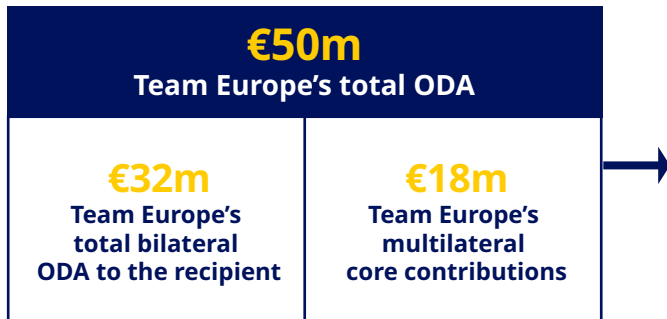 €50m
Team Europe's total ODA
€32m
Team Europe's
total bilateral
ODA to the recipient
€18m
Team Europe's
multilateral
core contributions